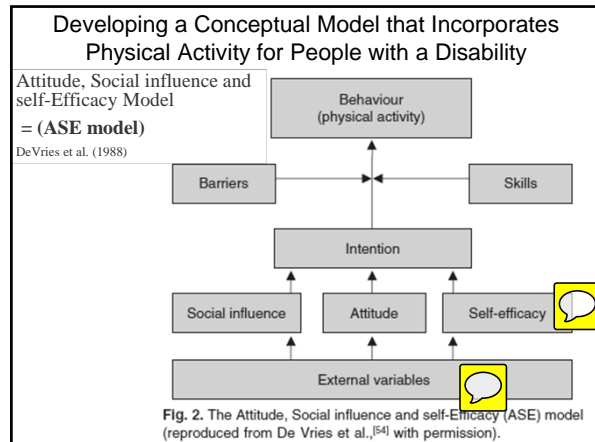 Developing a Conceptual Model that Incorporates
Physical Activity for People with a Disability
Attitude, Social influence and
self-Efficacy Model
= (ASE model)
DeVries et al. (1988)
Behaviour
(physical activity)
Barriers
Skills
Intention
Social influence
Attitude
Self-efficacy
External variables
Fig. 2. The Attitude, Social influence and self-Efficacy (ASE) model
(reproduced from De Vries et al.,[54] with permission).